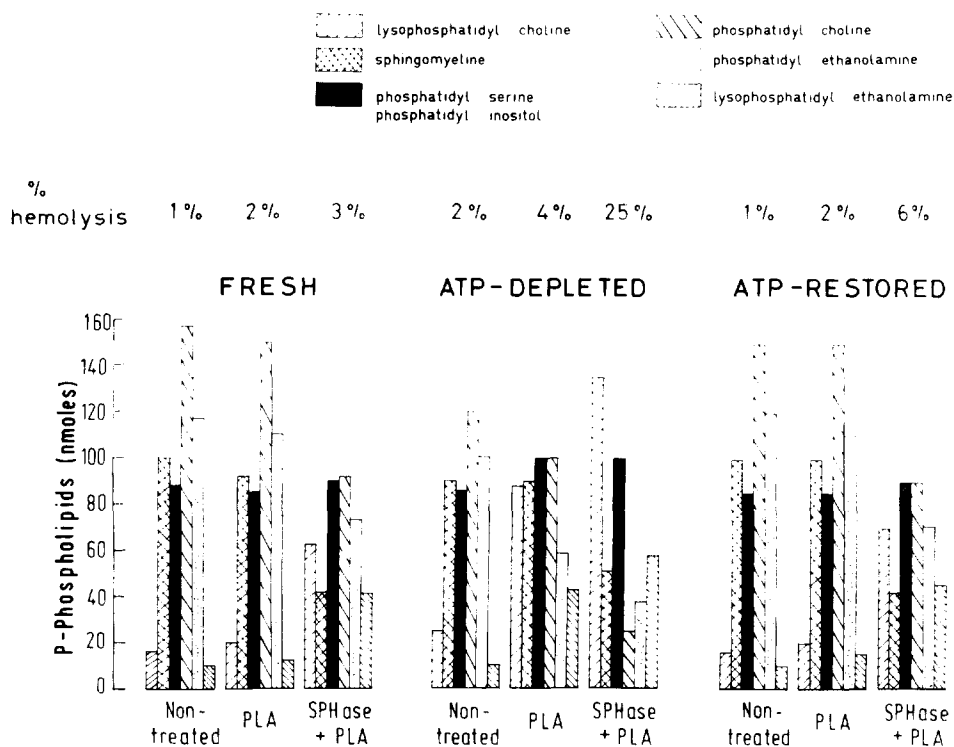 lysophosphatidyl choline
sphingomyeline
phosphatidyl serine
phosphatidyl inositol
phosphatidyl choline
phosphatidyl ethanolamine
lysophosphatidyl ethanolamine
%
hemolysis 1% 2% 3% 2% 4% 25% 1% 2% 6%
FRESH ATP-DEPLETED ATP-RESTORED
P-Phospholipids (nmoles)
160
140
120
100
80
60
40
20
0
Non-treated PLA SPHase + PLA
Non-treated PLA SPHase + PLA
Non-treated PLA SPHase + PLA